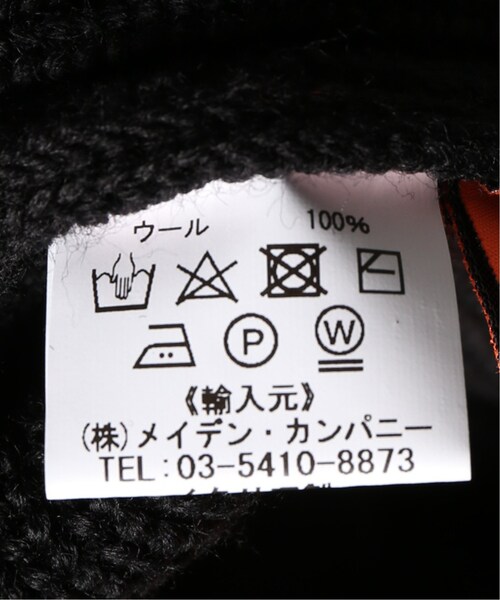 ウール 100%
P W
《輸入元》
(株)メイデン・カンパニー
TEL:03-5410-8873